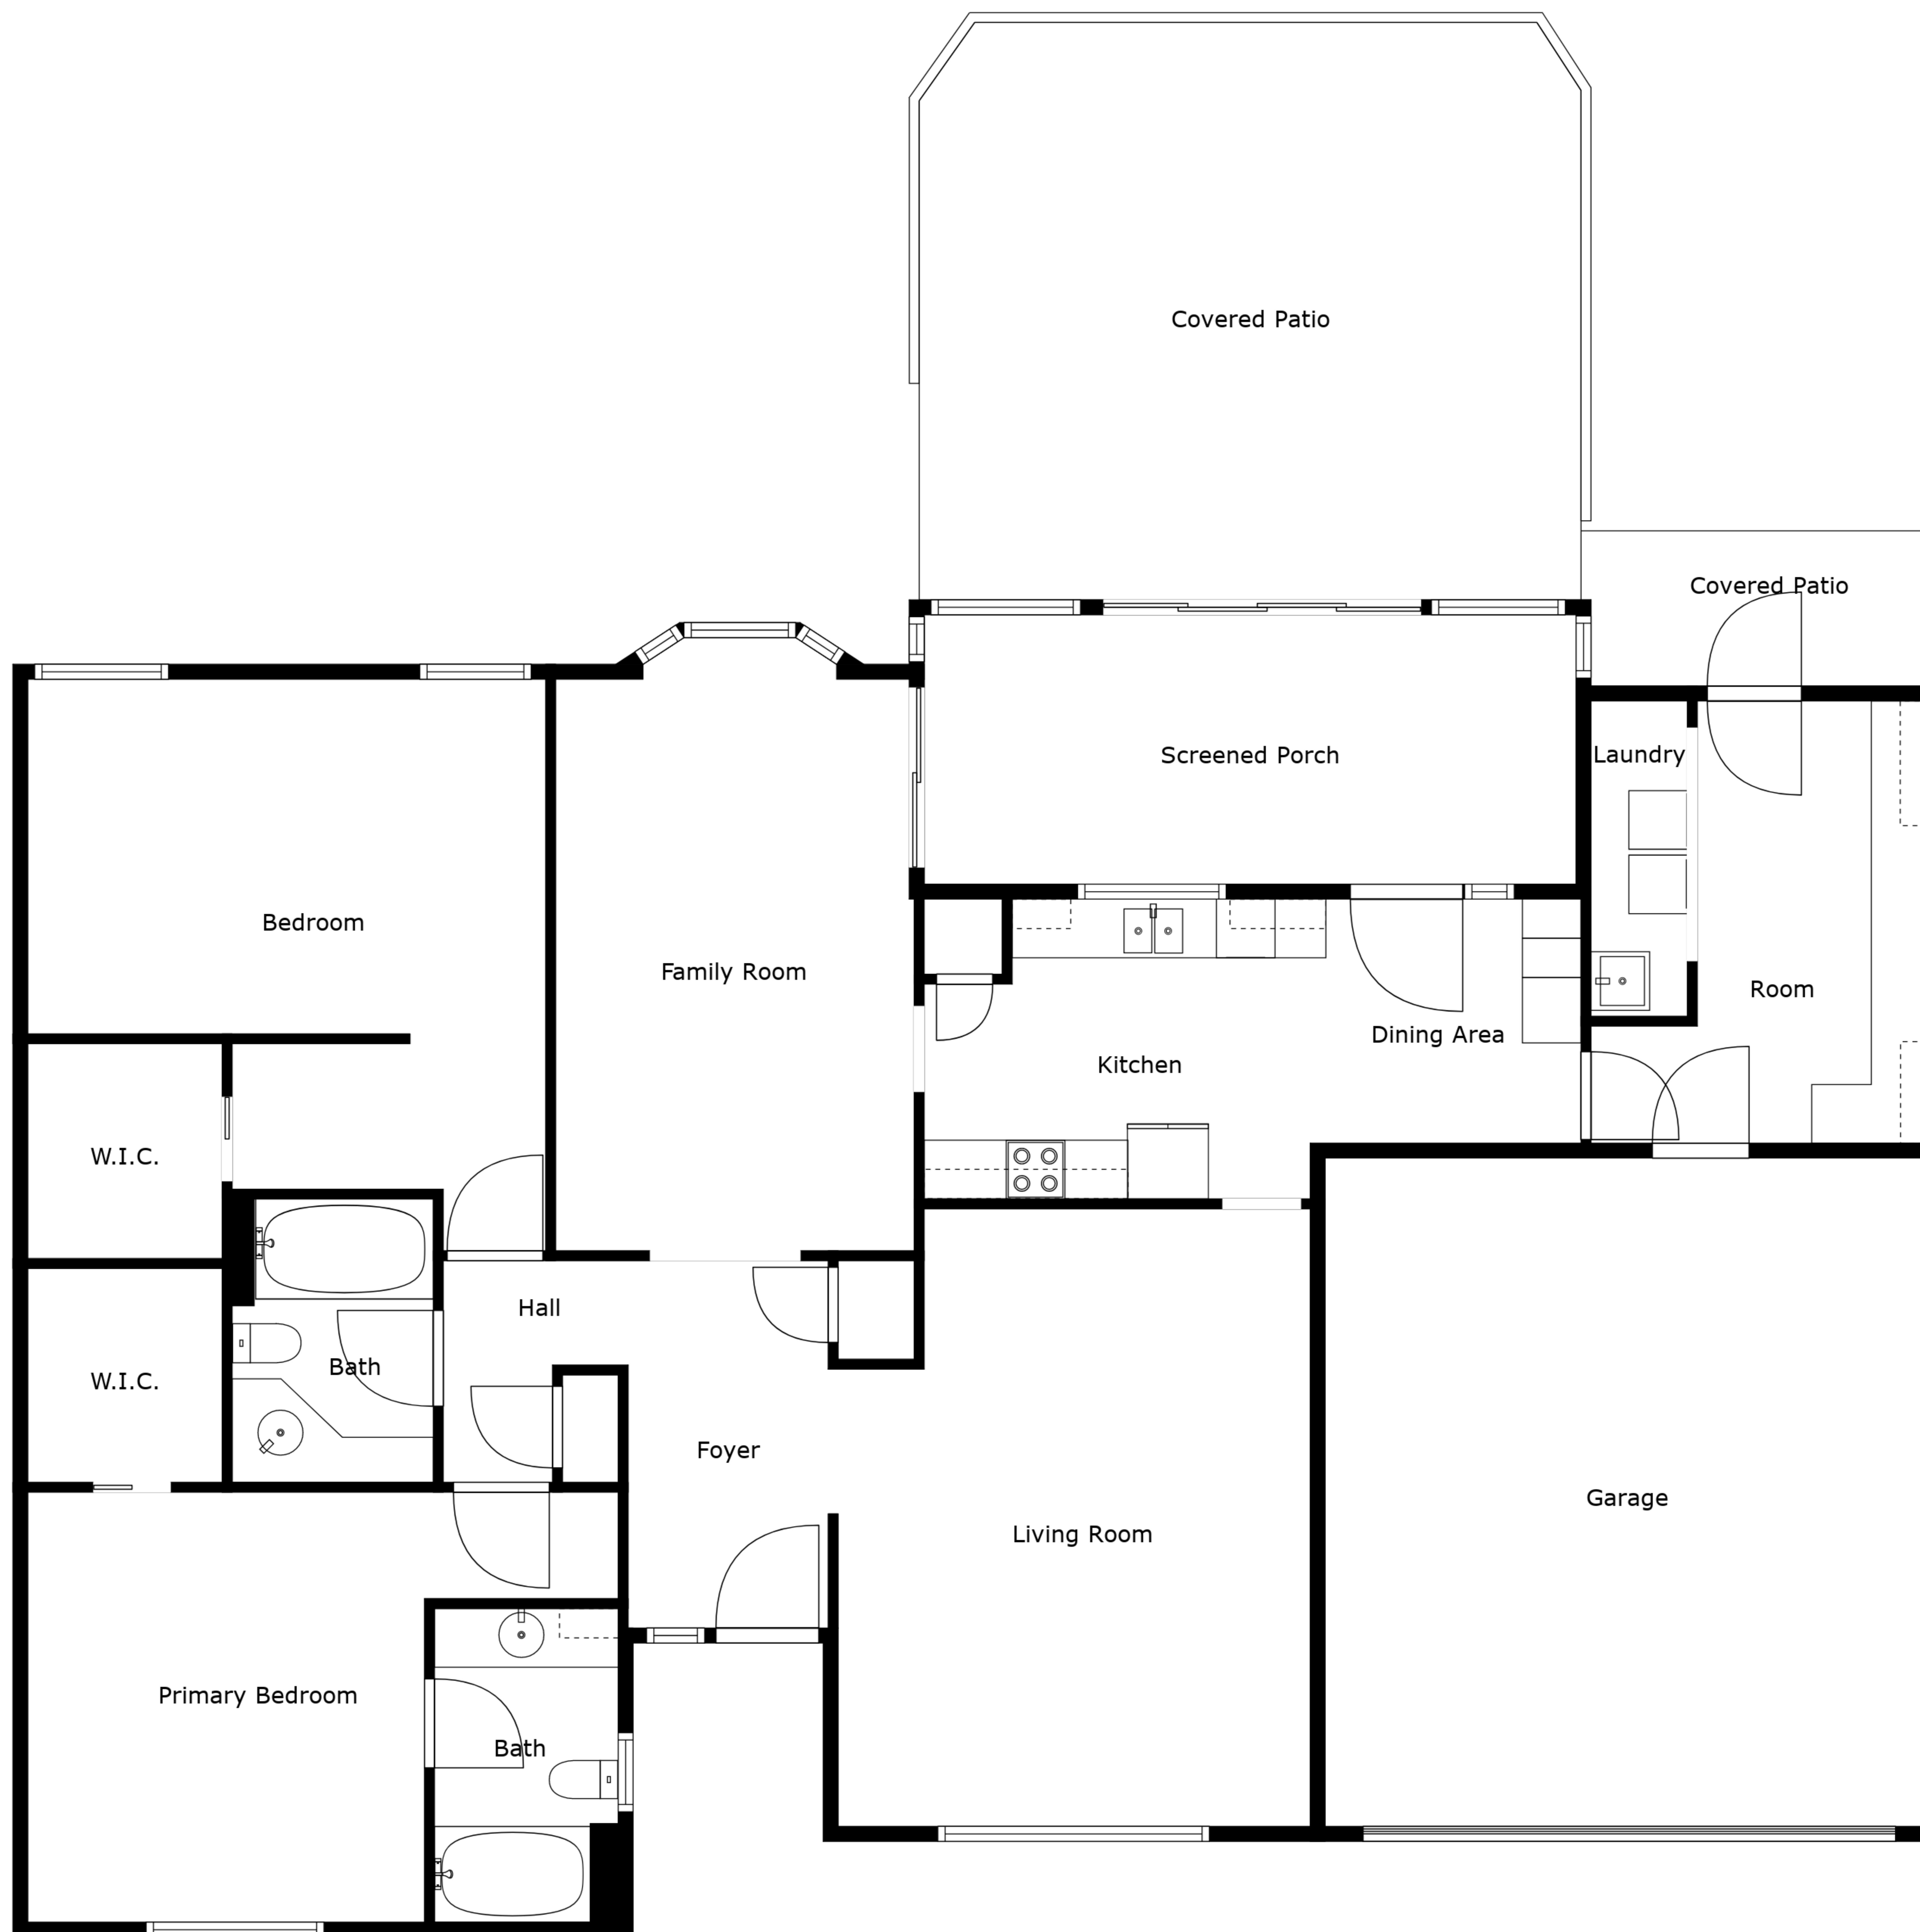 Covered Patio
Covered Patio
Screened Porch
Laundry
Bedroom
Family Room
Room
Dining Area
Kitchen
W.I.C.
Hall
Bath
W.I.C.
Foyer
Garage
Living Room
Primary Bedroom
Bath